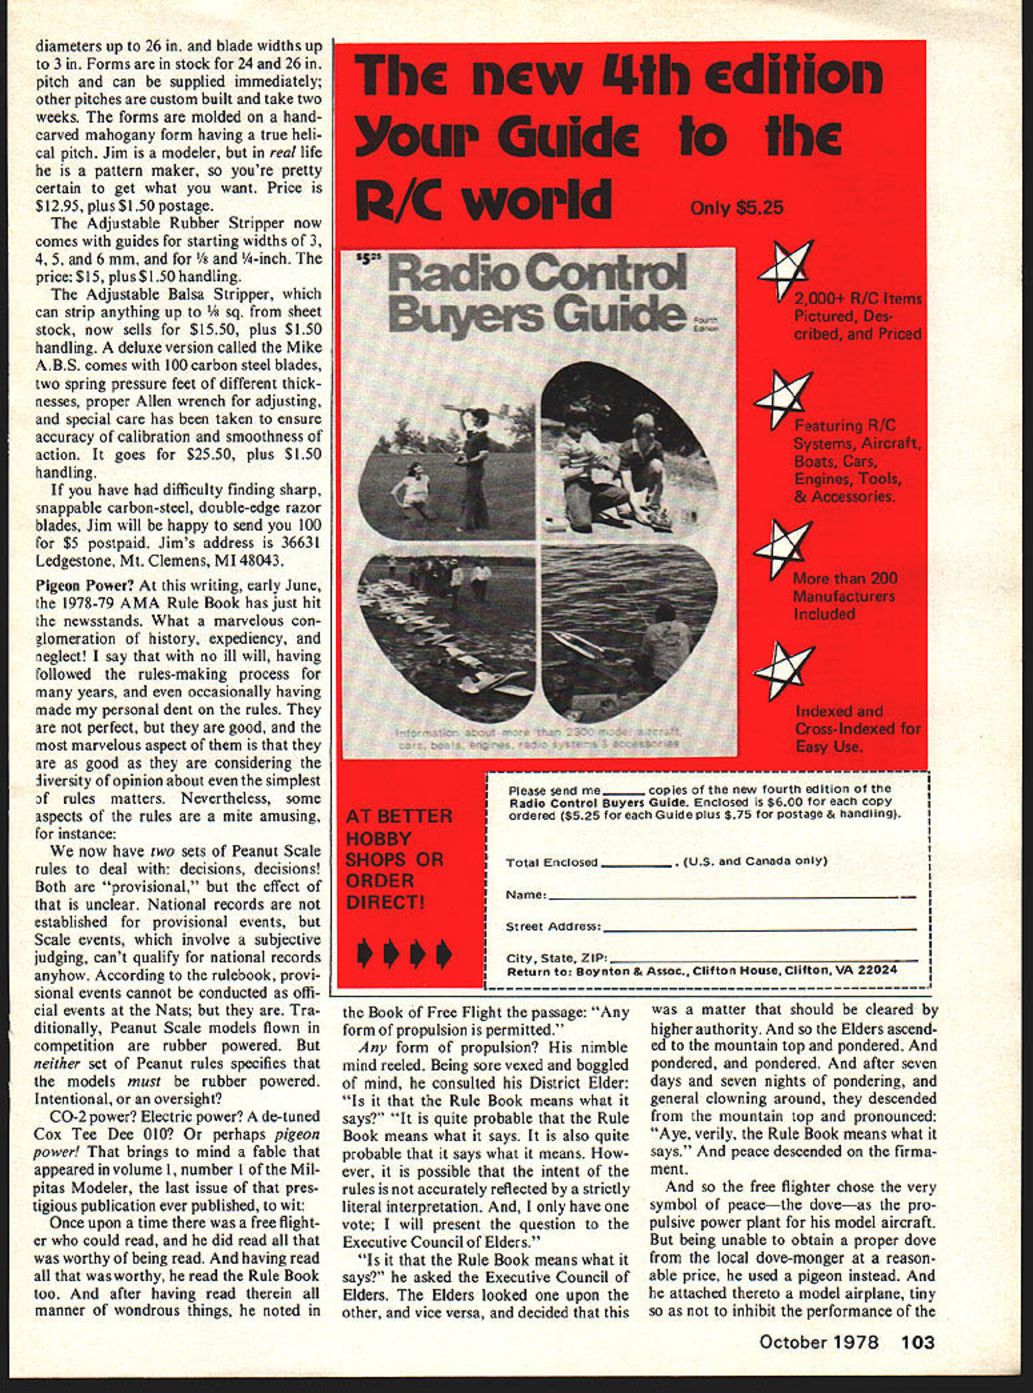 diameters up to 26 in. and blade widths up
to 3 in. Forms are in stock for 24 and 26 in.
pitch and can be supplied immediately;
other pitches are custom built and take two
weeks. The forms are molded on a hand-
carved mahogany form having a true heli-
cal pitch. Jim is a modeler, but in real life
he is a pattern maker, so you're pretty
certain to get what you want. Price is
$12.95, plus $1.50 postage.
The Adjustable Rubber Stripper now
comes with guides for starting widths of 3,
4, 5, and 6 mm, and for ⅛ and ¼-inch. The
price: $15, plus $1.50 handling.
The Adjustable Balsa Stripper, which
can strip anything up to ⅛ sq. from sheet
stock, now sells for $15.50, plus $1.50
handling. A deluxe version called the Mike
A.B.S. comes with 100 carbon steel blades,
two spring pressure feet of different thick-
nesses, proper Allen wrench for adjusting,
and special care has been taken to ensure
accuracy of calibration and smoothness of
action. It goes for $25.50, plus $1.50
handling.
If you have had difficulty finding sharp,
snappable carbon-steel, double-edge razor
blades, Jim will be happy to send you 100
for $5 postpaid. Jim's address is 36631
Ledgestone, Mt. Clemens, MI 48043.
Pigeon Power? At this writing, early June,
the 1978-79 AMA Rule Book has just hit
the newsstands. What a marvelous con-
glomeration of history, expediency, and
neglect! I say that with no ill will, having
followed the rules-making process for
many years, and even occasionally having
made my personal dent on the rules. They
are not perfect, but they are good, and the
most marvelous aspect of them is that they
are as good as they are considering the
diversity of opinion about even the simplest
of rules matters. Nevertheless, some
aspects of the rules are a mite amusing,
for instance:
We now have two sets of Peanut Scale
rules to deal with: decisions, decisions!
Both are "provisional," but the effect of
that is unclear. National records are not
established for provisional events, but
Scale events, which involve a subjective
judging, can't qualify for national records
anyhow. According to the rulebook, provi-
sional events cannot be conducted as offi-
cial events at the Nats; but they are. Tra-
ditionally, Peanut Scale models flown in
competition are rubber powered. But
neither set of Peanut rules specifies that
the models must be rubber powered.
Intentional, or an oversight?
CO-2 power? Electric power? A de-tuned
Cox Tee Dee 010? Or perhaps pigeon
power! That brings to mind a fable that
appeared in volume 1, number 1 of the Mil-
pitas Modeler, the last issue of that pres-
tigious publication ever published, to wit:
Once upon a time there was a free flight-
er who could read, and he did read all that
was worthy of being read. And having read
all that was worthy, he read the Rule Book
too. And after having read therein all
manner of wondrous things, he noted in
The new 4th edition
Your Guide to the
R/C world
Only $5.25
$5.25
Radio Control
Buyers Guide
Fourth
Edition
Information about more than 2300 model aircraft,
cars, boats, engines, radio systems & accessories
2,000+ R/C Items
Pictured, Des-
cribed, and Priced
Featuring R/C
Systems, Aircraft,
Boats, Cars,
Engines, Tools,
& Accessories.
More than 200
Manufacturers
Included
Indexed and
Cross-Indexed for
Easy Use.
AT BETTER
HOBBY
SHOPS OR
ORDER
DIRECT!
Please send me ______ copies of the new fourth edition of the
Radio Control Buyers Guide. Enclosed is $6.00 for each copy
ordered ($5.25 for each Guide plus $.75 for postage & handling).
Total Enclosed __________. (U.S. and Canada only)
Name:
Street Address:
City, State, ZIP:
Return to: Boynton & Assoc., Clifton House, Clifton, VA 22024
the Book of Free Flight the passage: "Any
form of propulsion is permitted."
Any form of propulsion? His nimble
mind reeled. Being sore vexed and boggled
of mind, he consulted his District Elder:
"Is it that the Rule Book means what it
says?" "It is quite probable that the Rule
Book means what it says. It is also quite
probable that it says what it means. How-
ever, it is possible that the intent of the
rules is not accurately reflected by a strictly
literal interpretation. And, I only have one
vote; I will present the question to the
Executive Council of Elders."
"Is it that the Rule Book means what it
says?" he asked the Executive Council of
Elders. The Elders looked one upon the
other, and vice versa, and decided that this
was a matter that should be cleared by
higher authority. And so the Elders ascend-
ed to the mountain top and pondered. And
pondered, and pondered. And after seven
days and seven nights of pondering, and
general clowning around, they descended
from the mountain top and pronounced:
"Aye, verily, the Rule Book means what it
says." And peace descended on the firma-
ment.
And so the free flighter chose the very
symbol of peace—the dove—as the pro-
pulsive power plant for his model aircraft.
But being unable to obtain a proper dove
from the local dove-monger at a reason-
able price, he used a pigeon instead. And
he attached thereto a model airplane, tiny
so as not to inhibit the performance of the
October 1978 103